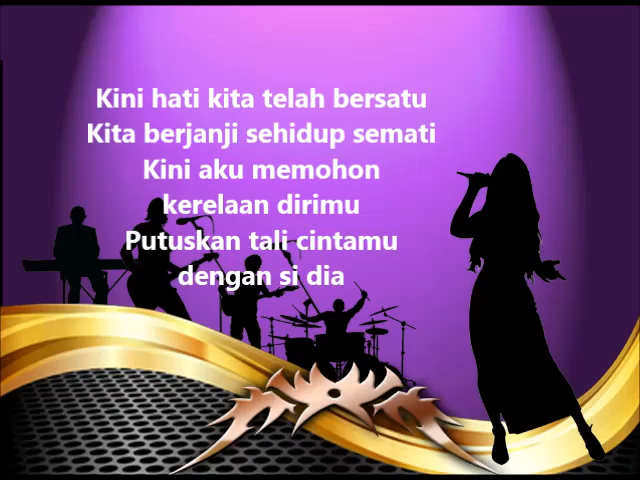 Kini hati kita telah bersatu
Kita berjanji sehidup semati
Kini aku memohon
kerelaan dirimu
Putuskan tali cintamu
dengan si dia